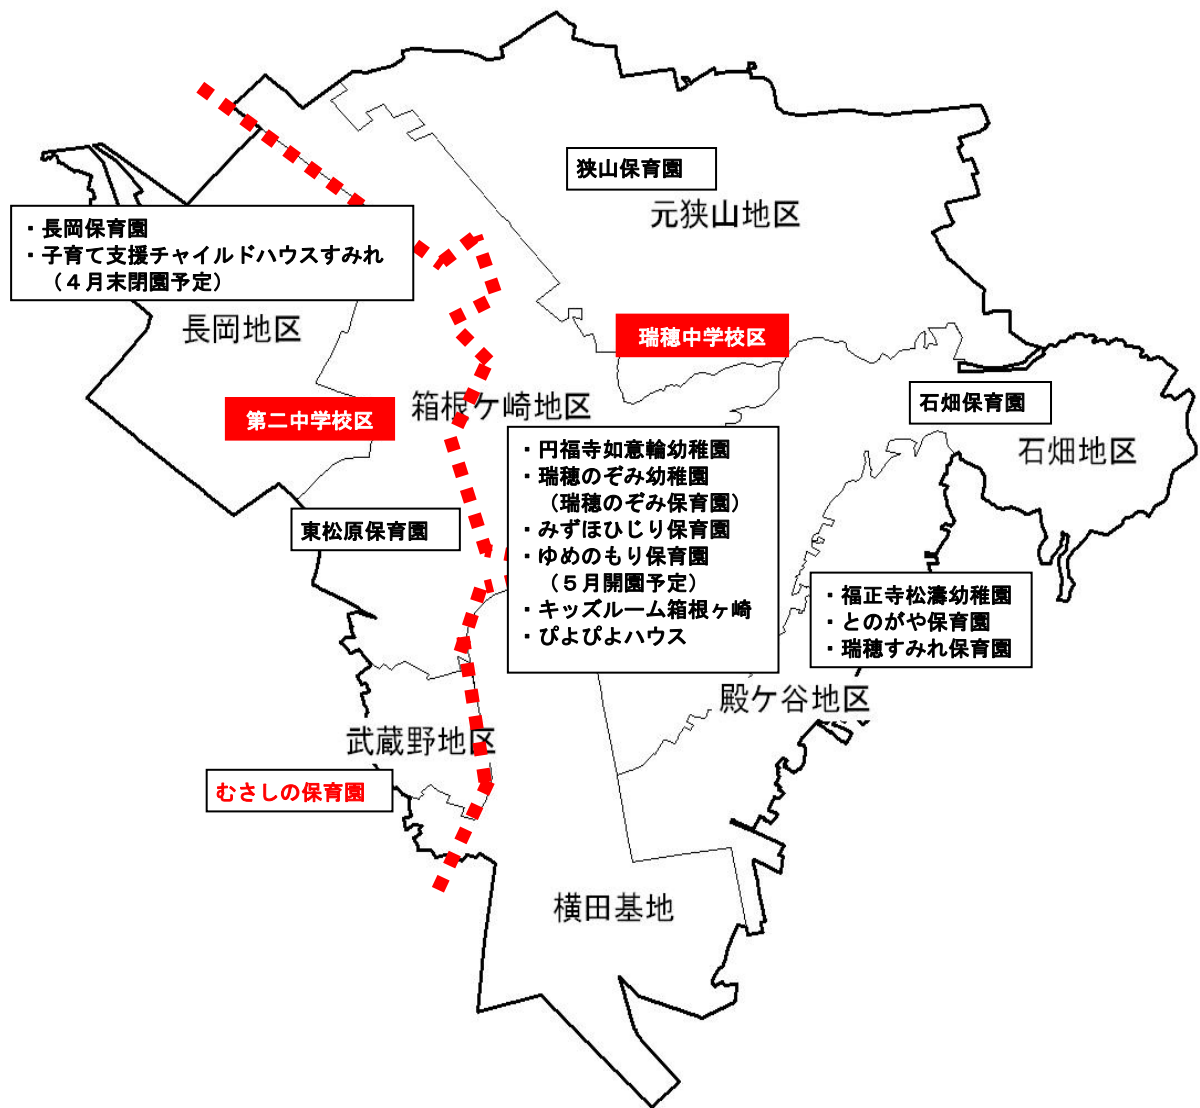 狭山保育園
元狭山地区
・長岡保育園
・子育て支援チャイルドハウスすみれ
（４月末閉園予定）
長岡地区
瑞穂中学校区
箱根ケ崎地区
第二中学校区
石畑保育園
石畑地区
・円福寺如意輪幼稚園
・瑞穂のぞみ幼稚園
（瑞穂のぞみ保育園）
・みずほひじり保育園
・ゆめのもり保育園
（５月開園予定）
・キッズルーム箱根ヶ崎
・ぴよぴよハウス
東松原保育園
・福正寺松濤幼稚園
・とのがや保育園
・瑞穂すみれ保育園
殿ケ谷地区
武蔵野地区
むさしの保育園
横田基地